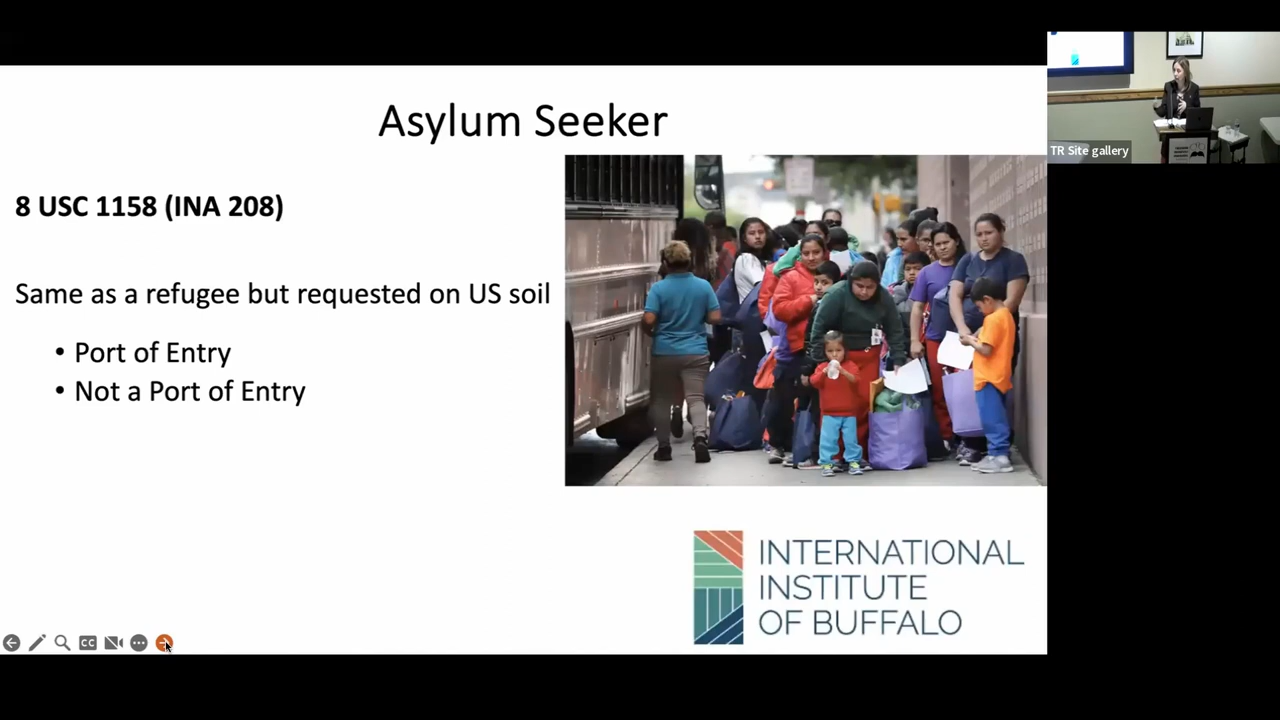 Asylum Seeker
8 USC 1158 (INA 208)
Same as a refugee but requested on US soil
• Port of Entry
• Not a Port of Entry
INTERNATIONAL
INSTITUTE
OF BUFFALO
TR Site gallery
CC